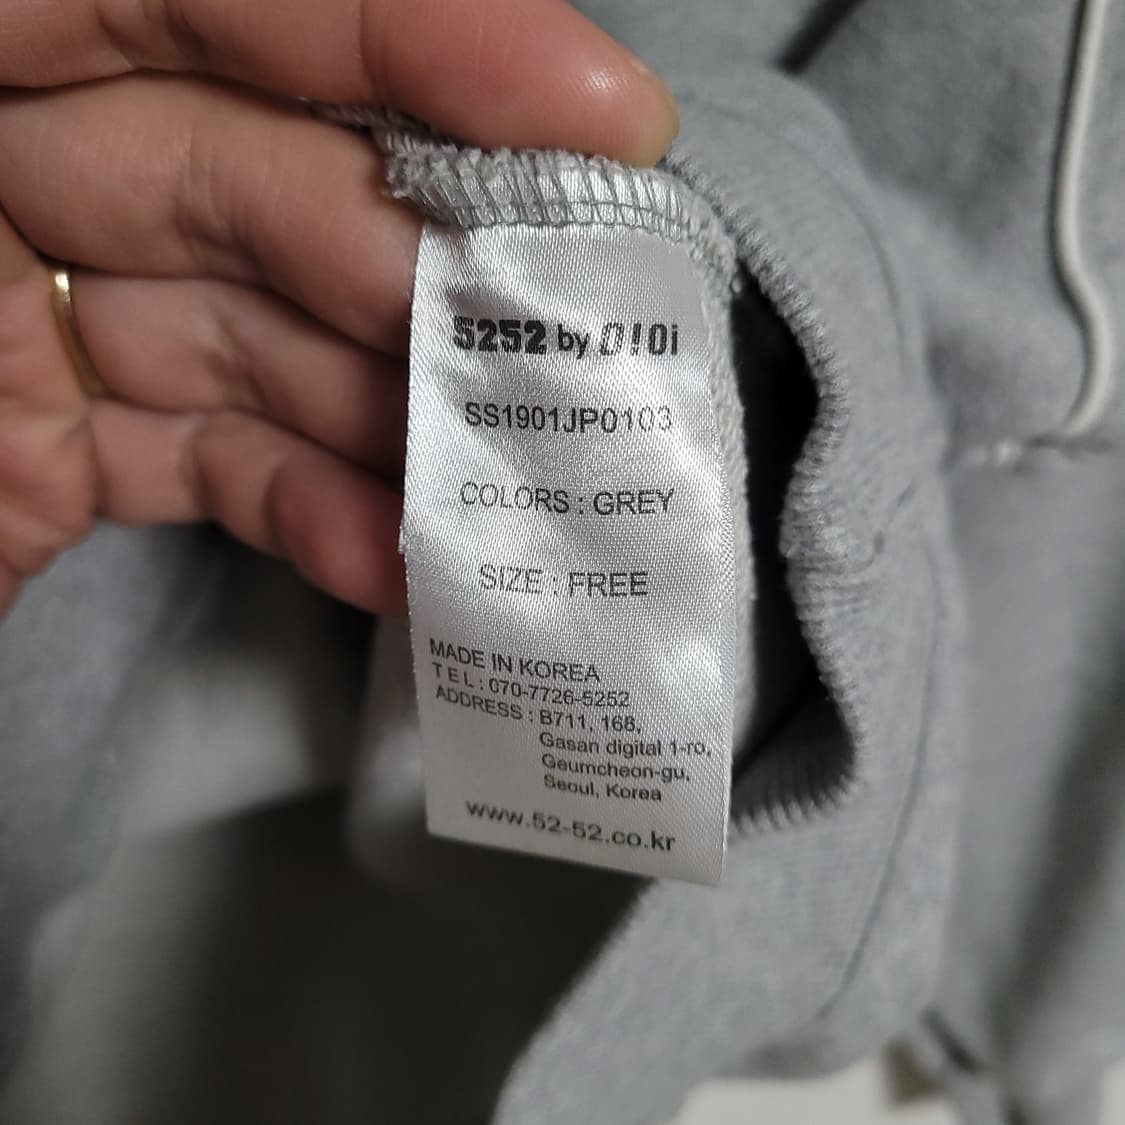 5252 by O!Oi
SS1901JP0103
COLORS : GREY
SIZE : FREE
MADE IN KOREA
TEL : 070-7726-5252
ADDRESS : B711, 168,
Gasan digital 1-ro,
Geumcheon-gu,
Seoul, Korea
www.52-52.co.kr